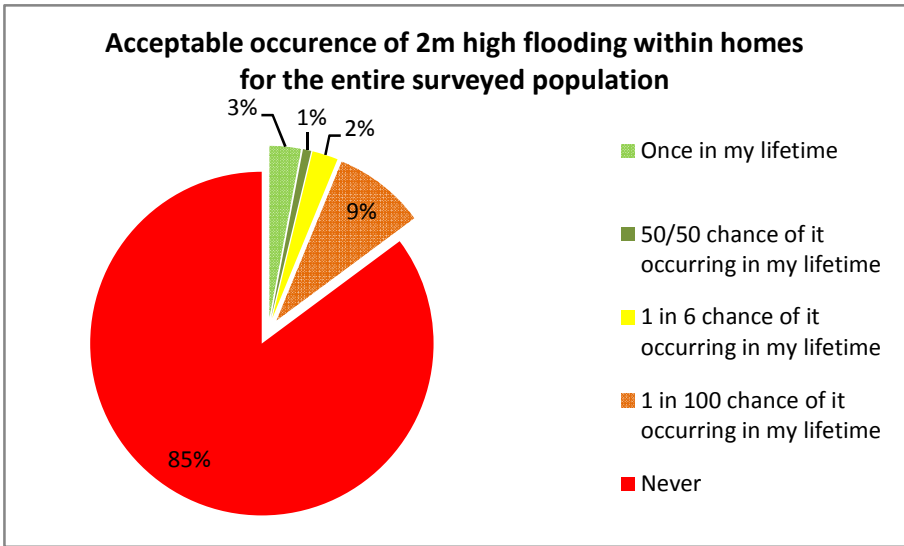 Acceptable occurence of 2m high flooding within homes
for the entire surveyed population
3%
1%
2%
9%
85%
Once in my lifetime
50/50 chance of it
occurring in my lifetime
1 in 6 chance of it
occurring in my lifetime
1 in 100 chance of it
occurring in my lifetime
Never